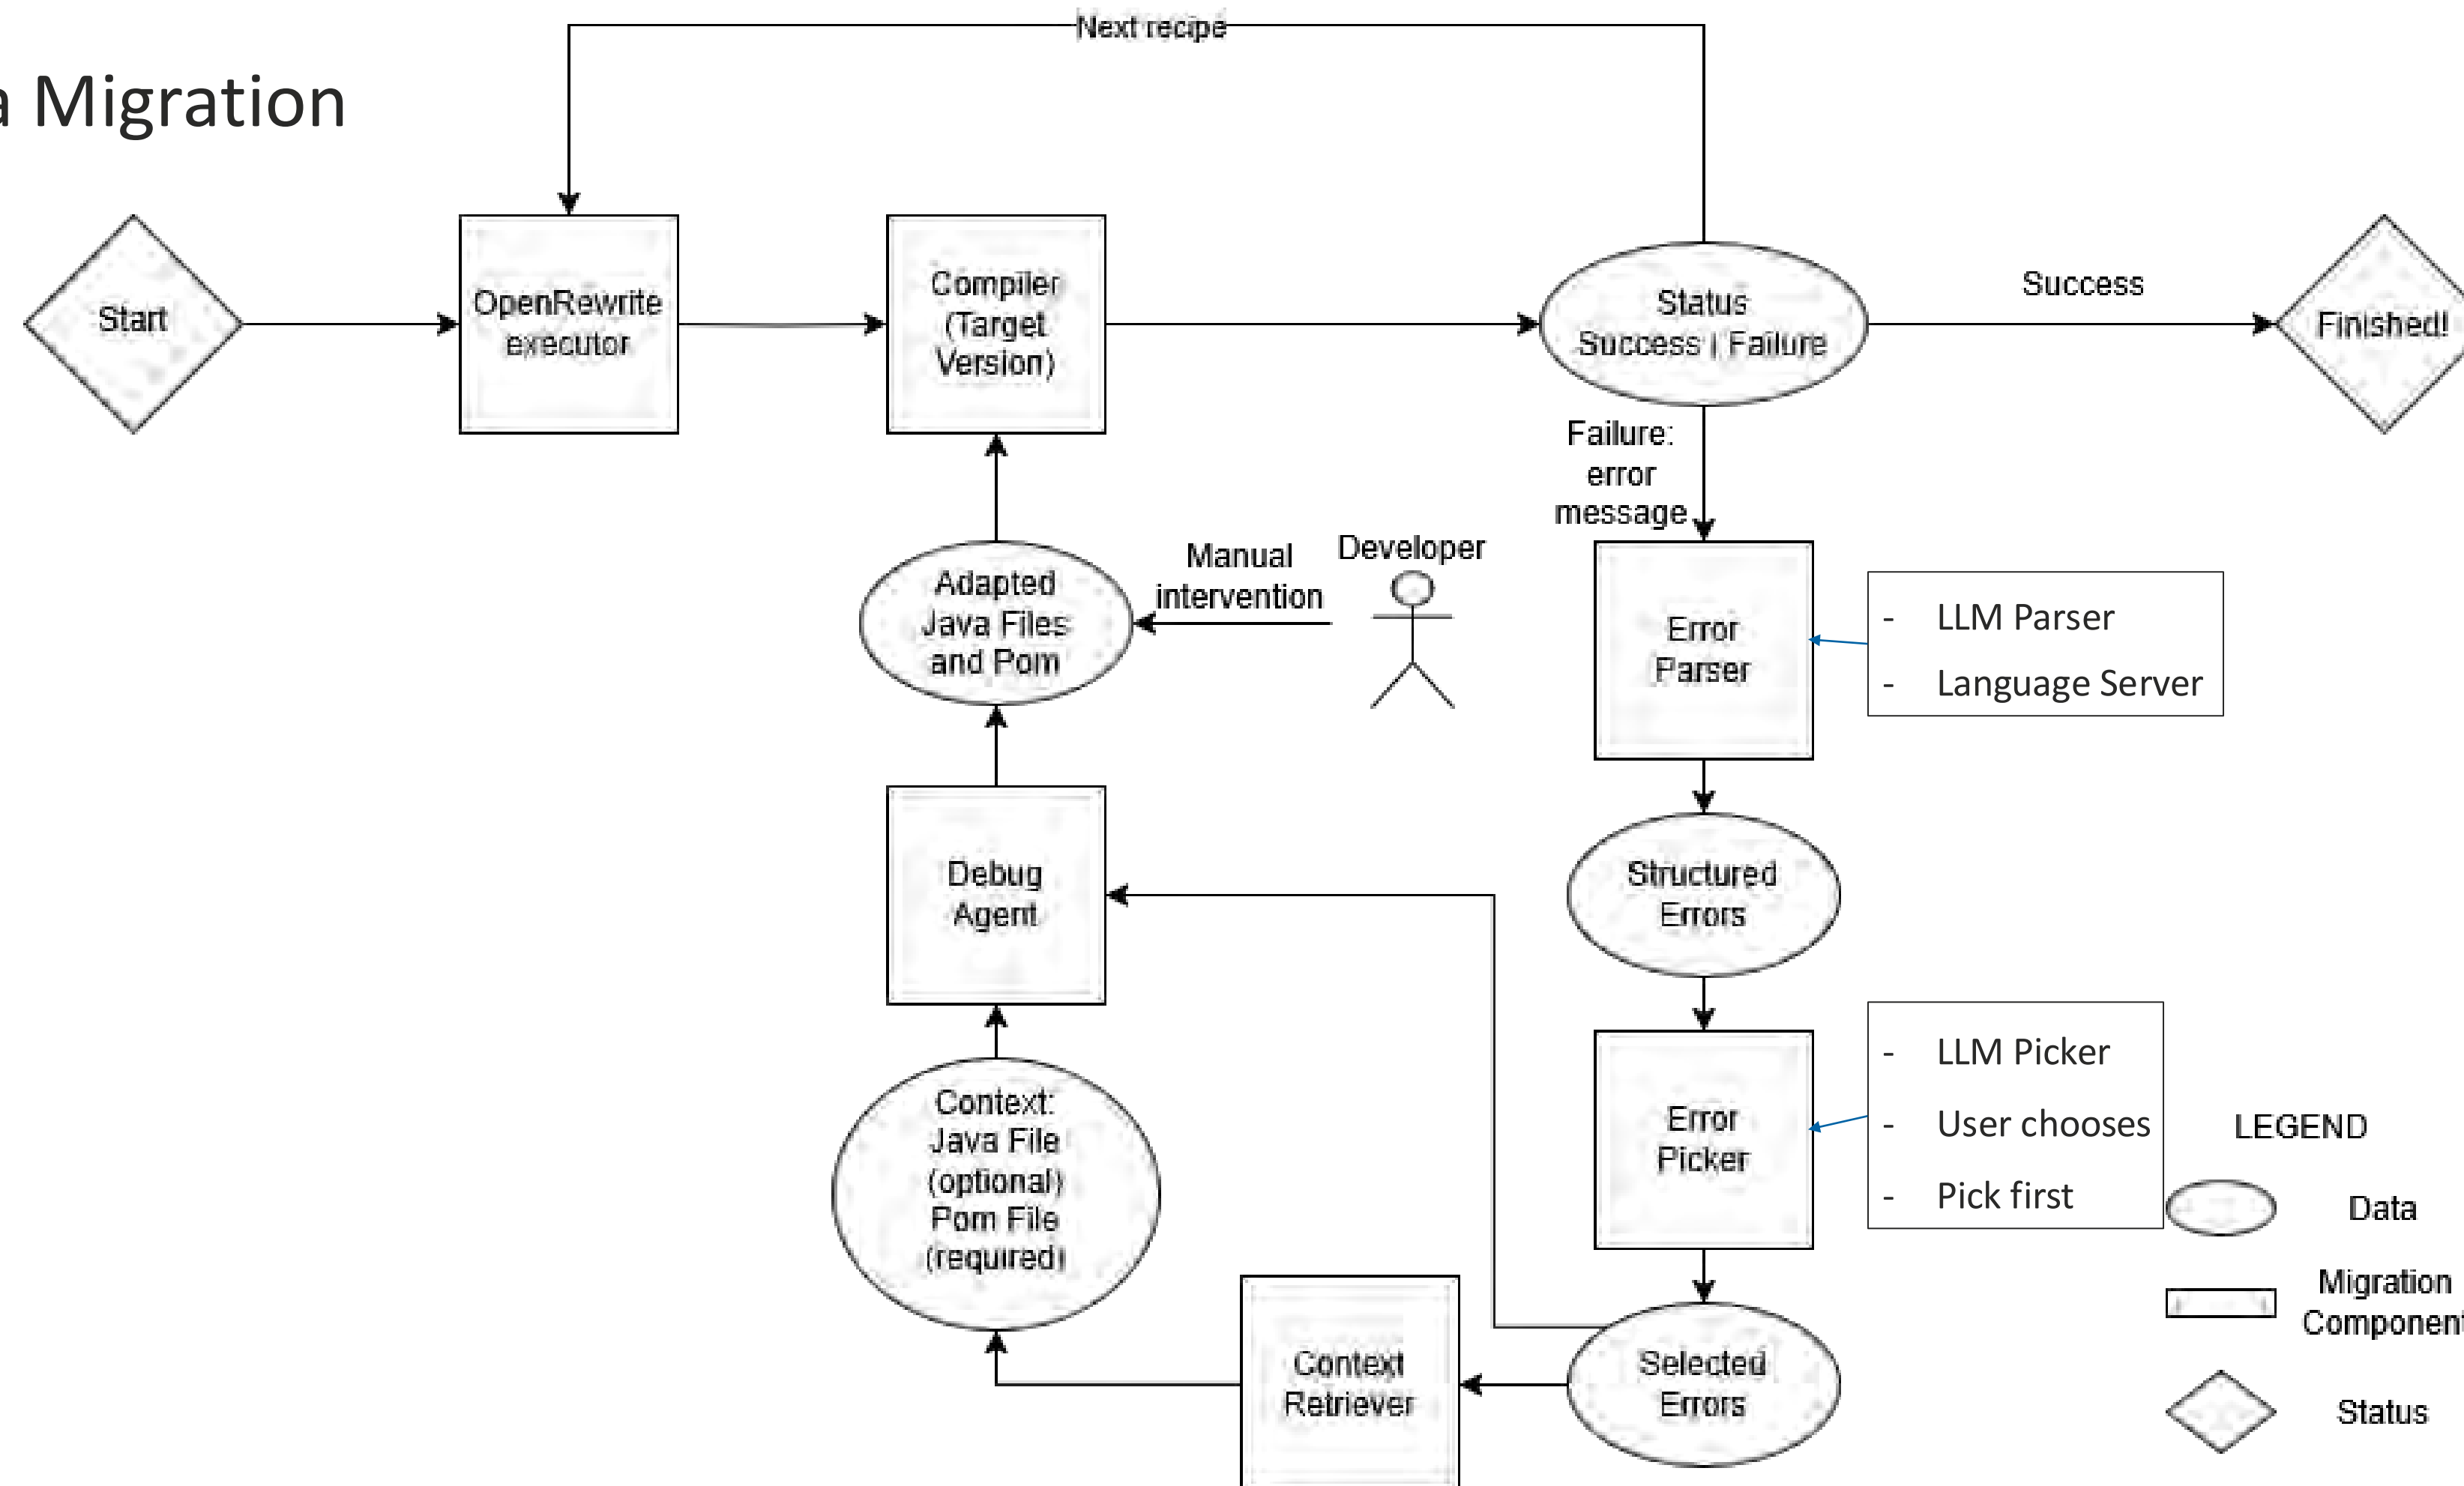 Next recipe
a Migration
Start
OpenRewrite
executor
Compiler
(Target
Version)
Status
Success | Failure
Success
Finished!
Failure:
error
message
Manual
intervention
Developer
Adapted
Java Files
and Pom
Error
Parser
- LLM Parser
- Language Server
Debug
Agent
Structured
Errors
Context:
Java File
(optional)
Pom File
(required)
Error
Picker
- LLM Picker
- User chooses
- Pick first
Context
Retriever
Selected
Errors
LEGEND
Data
Migration
Component
Status